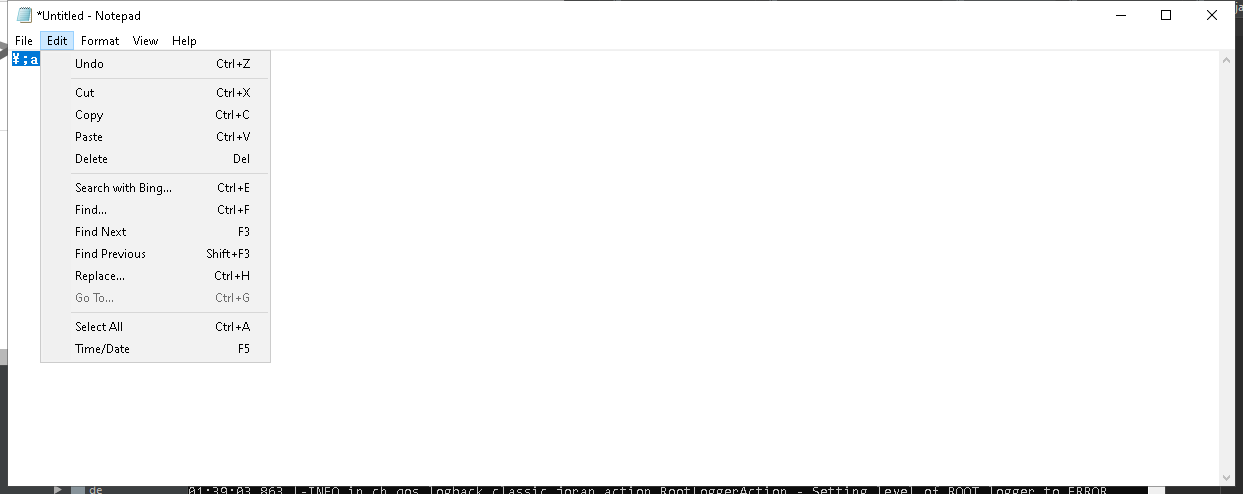 *Untitled - Notepad
File Edit Format View Help
¥;a
Undo Ctrl+Z
Cut Ctrl+X
Copy Ctrl+C
Paste Ctrl+V
Delete Del
Search with Bing... Ctrl+E
Find... Ctrl+F
Find Next F3
Find Previous Shift+F3
Replace... Ctrl+H
Go To... Ctrl+G
Select All Ctrl+A
Time/Date F5
de 01:39:03,863 |-INFO in ch.qos.logback.classic.joran.action.RootLoggerAction - Setting level of ROOT logger to ERROR